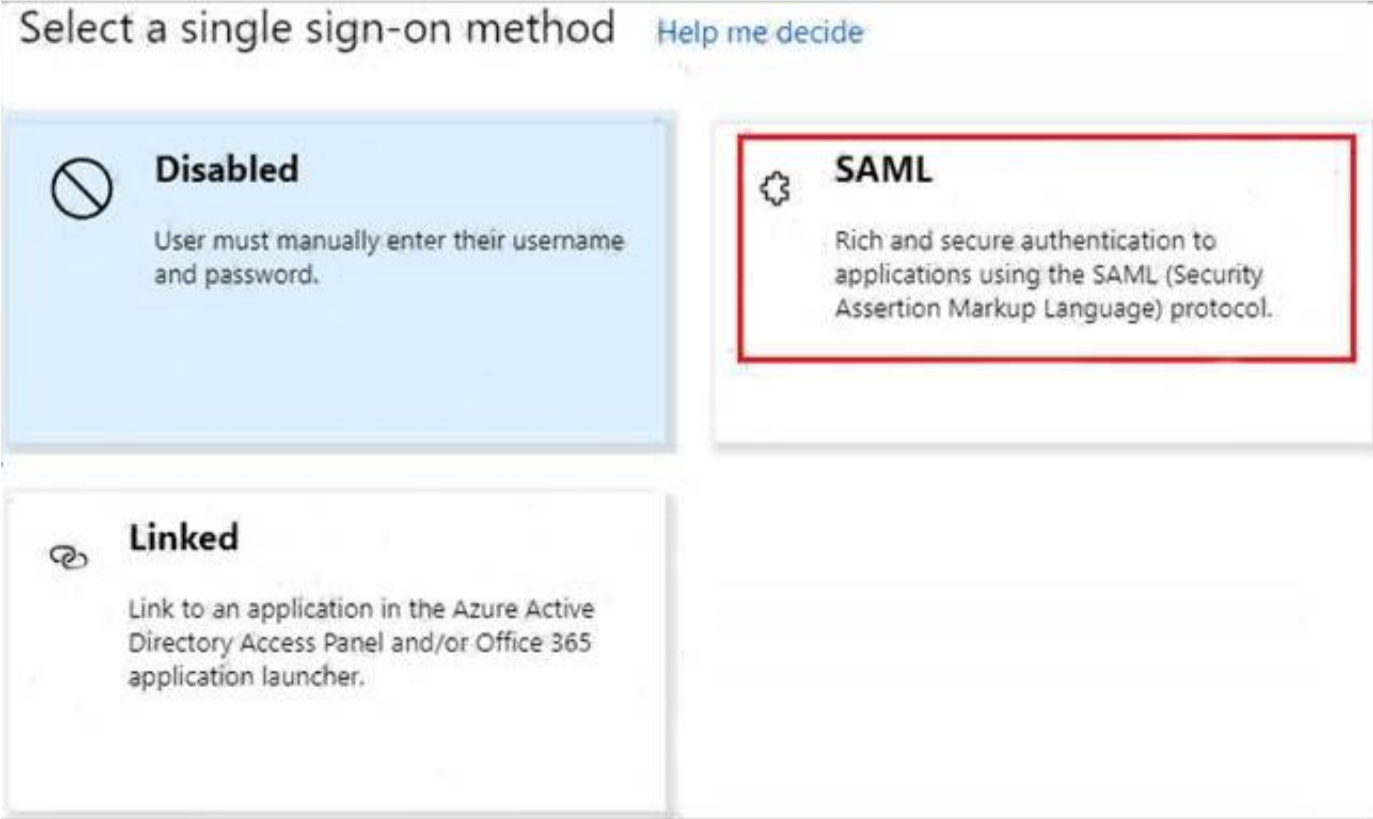 Select a single sign-on method Help me decide
Disabled
User must manually enter their username
and password.
SAML
Rich and secure authentication to
applications using the SAML (Security
Assertion Markup Language) protocol.
Linked
Link to an application in the Azure Active
Directory Access Panel and/or Office 365
application launcher.